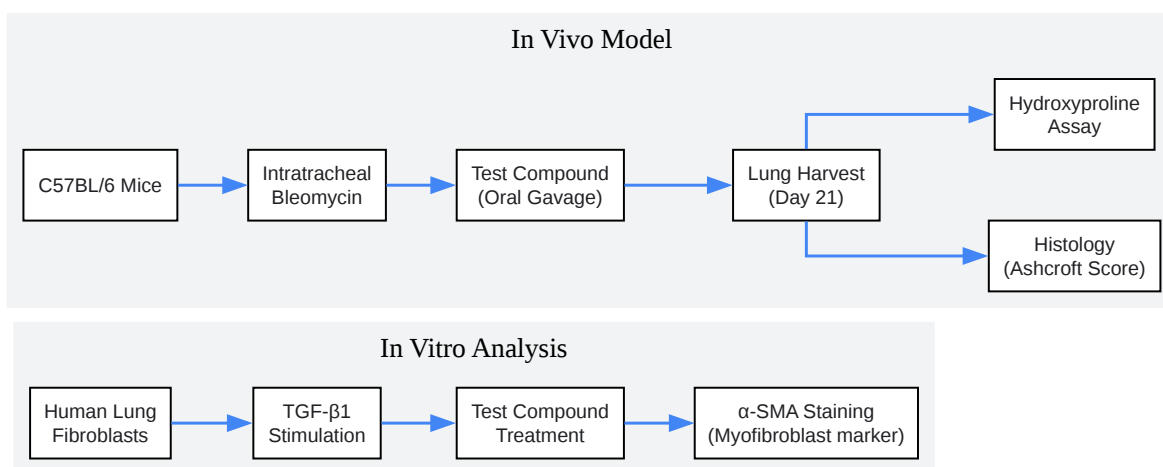 In Vivo Model
C57BL/6 Mice
Intratracheal
Bleomycin
Test Compound
(Oral Gavage)
Lung Harvest
(Day 21)
Hydroxyproline
Assay
Histology
(Ashcroft Score)
In Vitro Analysis
Human Lung
Fibroblasts
TGF-β1
Stimulation
Test Compound
Treatment
α-SMA Staining
(Myofibroblast marker)